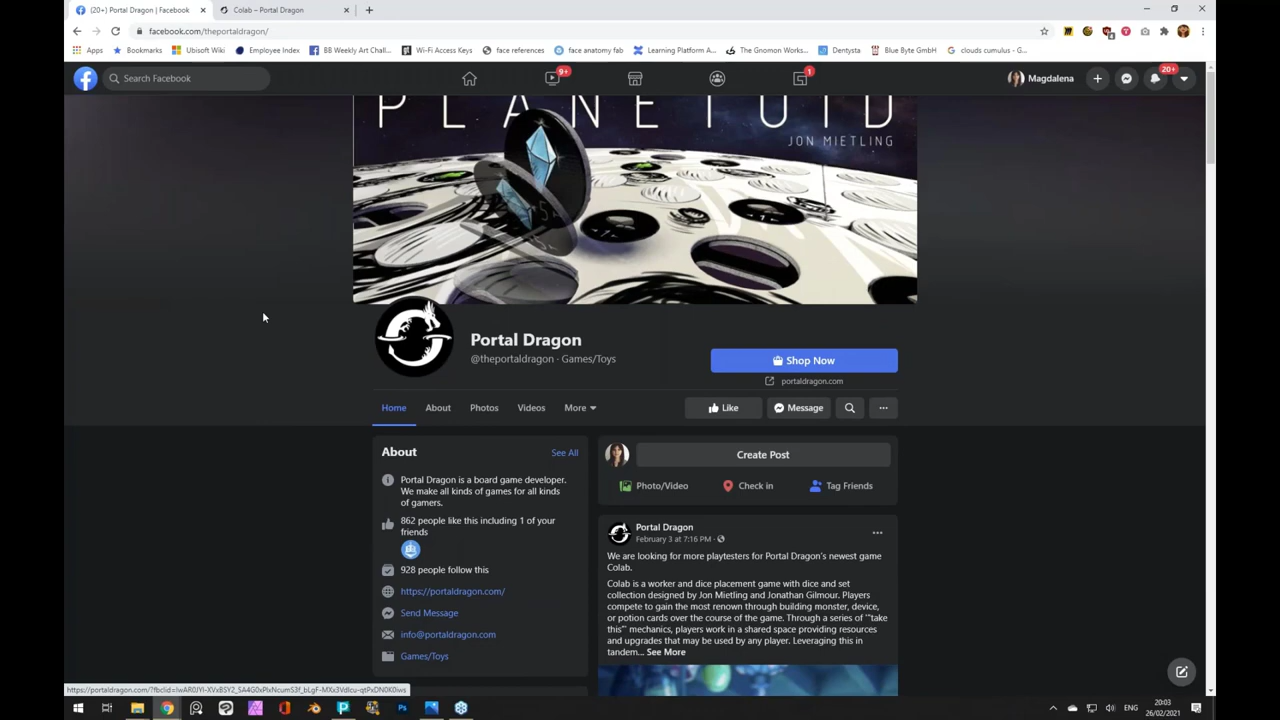 (20+) Portal Dragon | Facebook
Colab – Portal Dragon
facebook.com/theportaldragon/
Apps
Bookmarks
Ubisoft Wiki
Employee Index
BB Weekly Art Chall...
Wi-Fi Access Keys
face references
face anatomy fab
Learning Platform A...
The Gnomon Works...
Dentysta
Blue Byte GmbH
clouds cumulus - G...
Search Facebook
9+
1
Magdalena
20+
PLANETOID
JON MIETLING
Portal Dragon
@theportaldragon · Games/Toys
Shop Now
portaldragon.com
Home
About
Photos
Videos
More
Like
Message
About
See All
Portal Dragon is a board game developer.
We make all kinds of games for all kinds
of gamers.
862 people like this including 1 of your
friends
928 people follow this
https://portaldragon.com/
Send Message
info@portaldragon.com
Games/Toys
Create Post
Photo/Video
Check in
Tag Friends
Portal Dragon
February 3 at 7:16 PM ·
We are looking for more playtesters for Portal Dragon's newest game
Colab.
Colab is a worker and dice placement game with dice and set
collection designed by Jon Mietling and Jonathan Gilmour. Players
compete to gain the most renown through building monster, device,
or potion cards over the course of the game. Through a series of '"take
this"' mechanics, players work in a shared space providing resources
and upgrades that may be used by any player. Leveraging this in
tandem... See More
ENG
20:03
26/02/2021